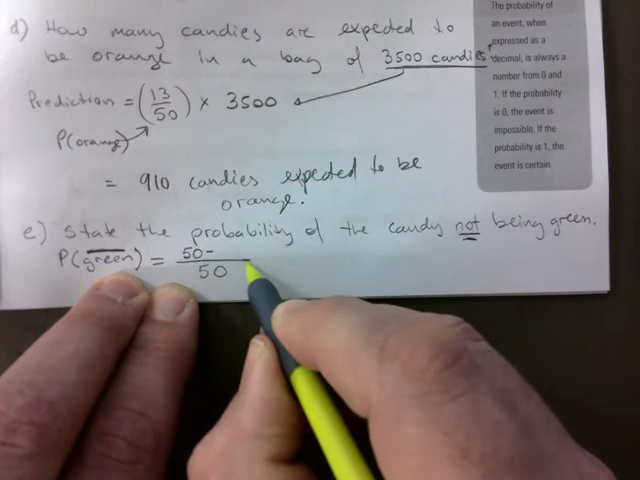 d) How many candies are expected to
be orange in a bag of 3500 candies,
Prediction = (13/50) × 3500
P(orange)
= 910 candies expected to be
orange.
e) State the probability of the candy not being green.
P(g̅r̅e̅e̅n̅) = 50-/50
The probability of
an event, when
expressed as a
decimal, is always a
number from 0 and
1. If the probability
is 0, the event is
impossible. If the
probability is 1, the
event is certain